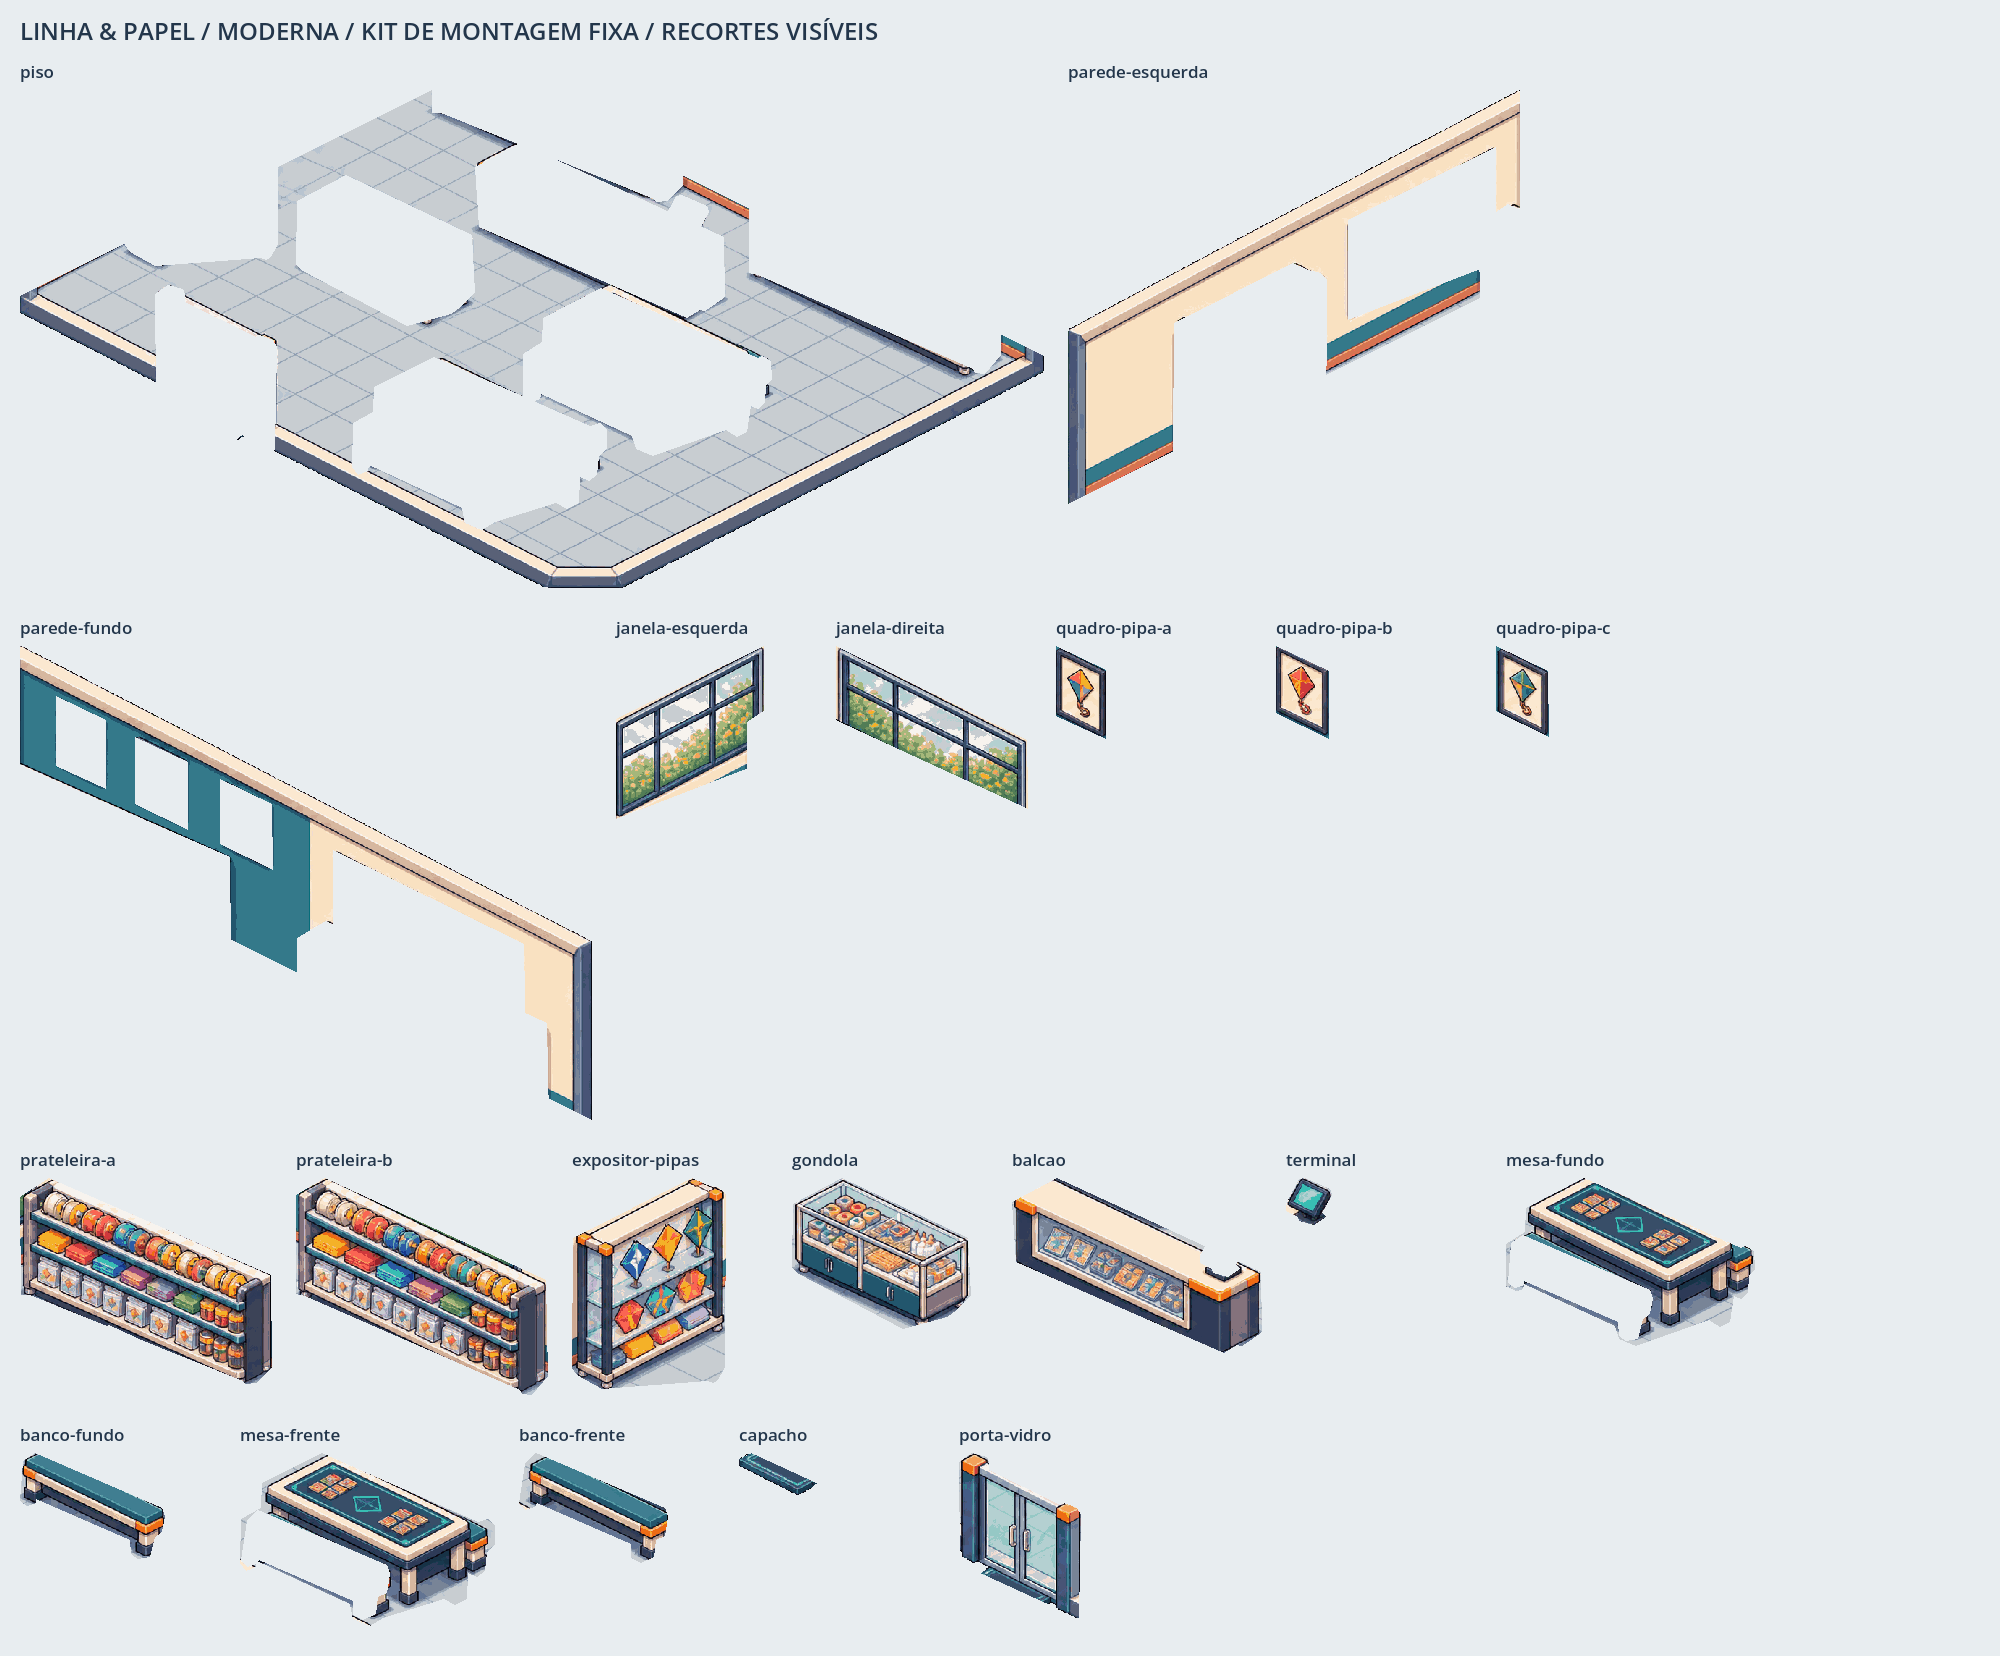 LINHA & PAPEL / MODERNA / KIT DE MONTAGEM FIXA / RECORTES VISÍVEIS
piso
parede-esquerda
parede-fundo
janela-esquerda
janela-direita
quadro-pipa-a
quadro-pipa-b
quadro-pipa-c
prateleira-a
prateleira-b
expositor-pipas
gondola
balcao
terminal
mesa-fundo
banco-fundo
mesa-frente
banco-frente
capacho
porta-vidro